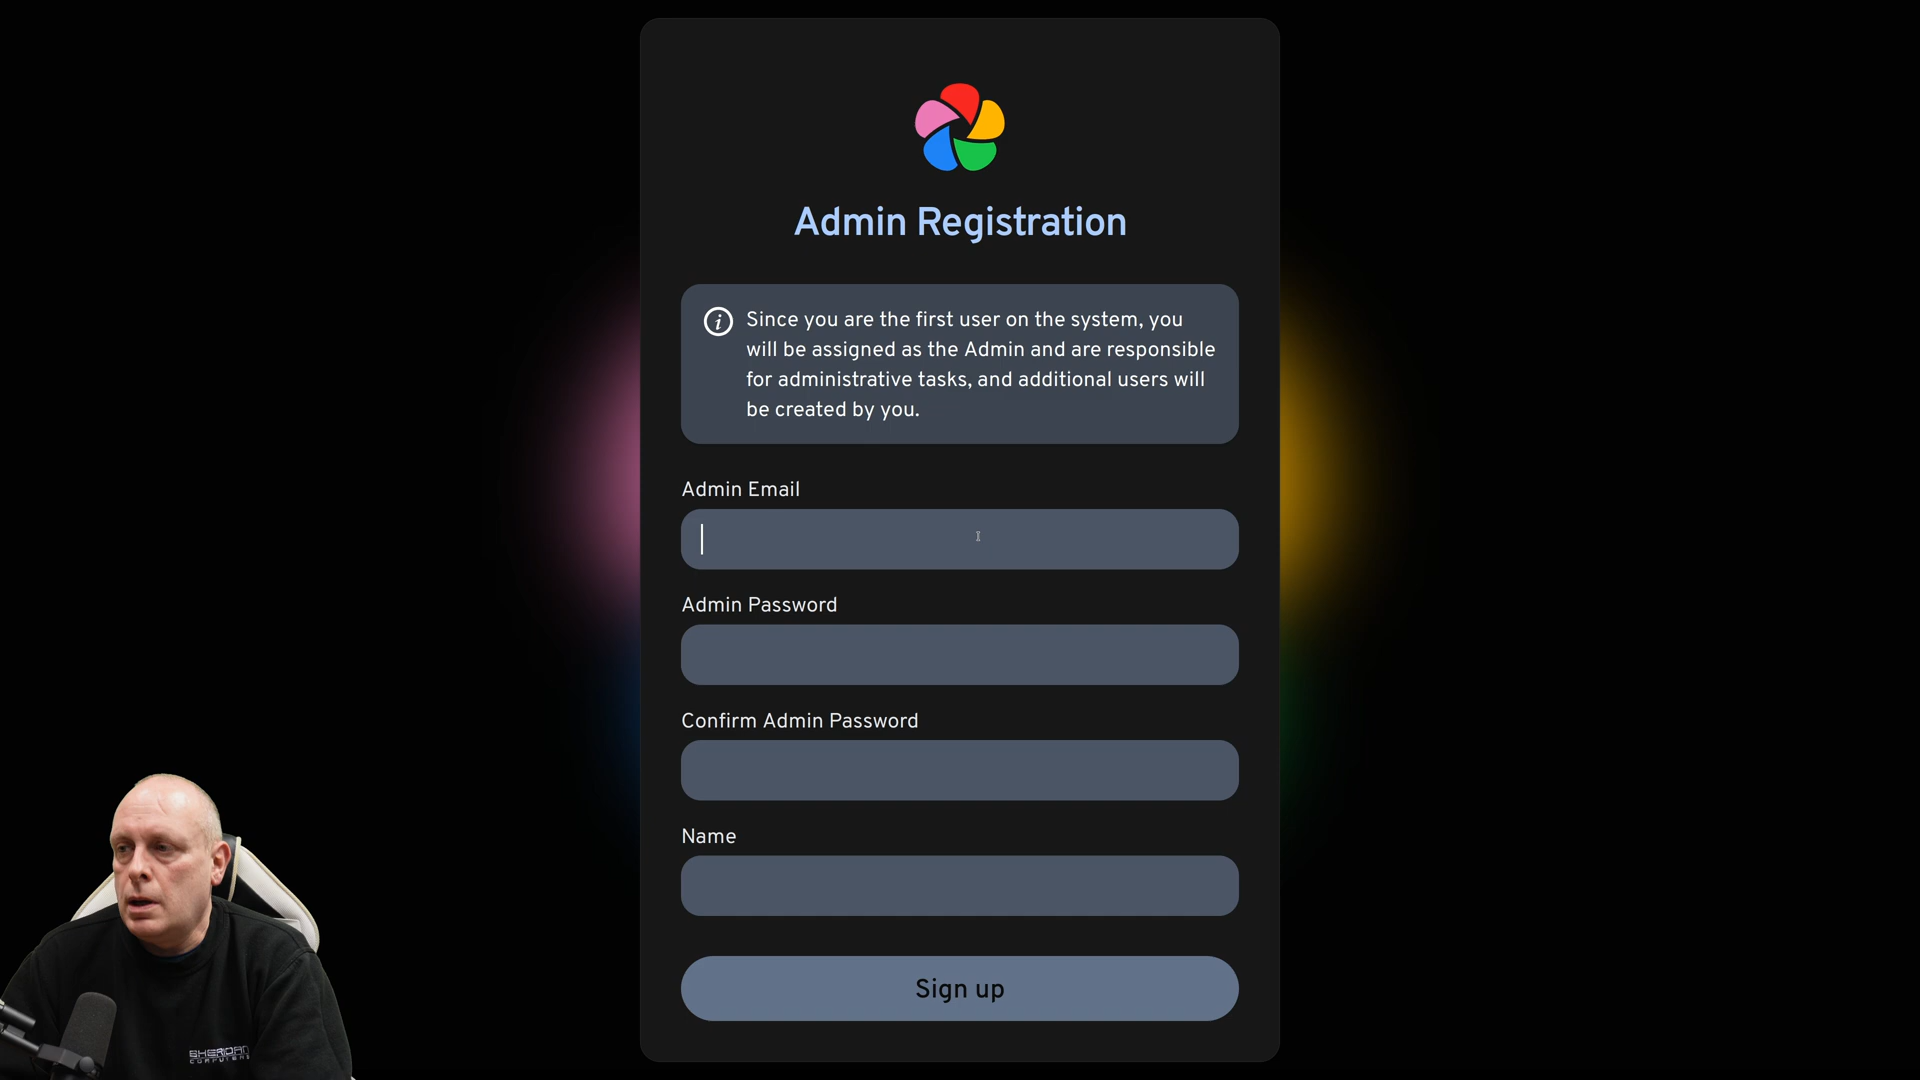 Admin Registration
Since you are the first user on the system, you
will be assigned as the Admin and are responsible
for administrative tasks, and additional users will
be created by you.
Admin Email
Admin Password
Confirm Admin Password
Name
Sign up
SHERIDAN
COMPUTERS